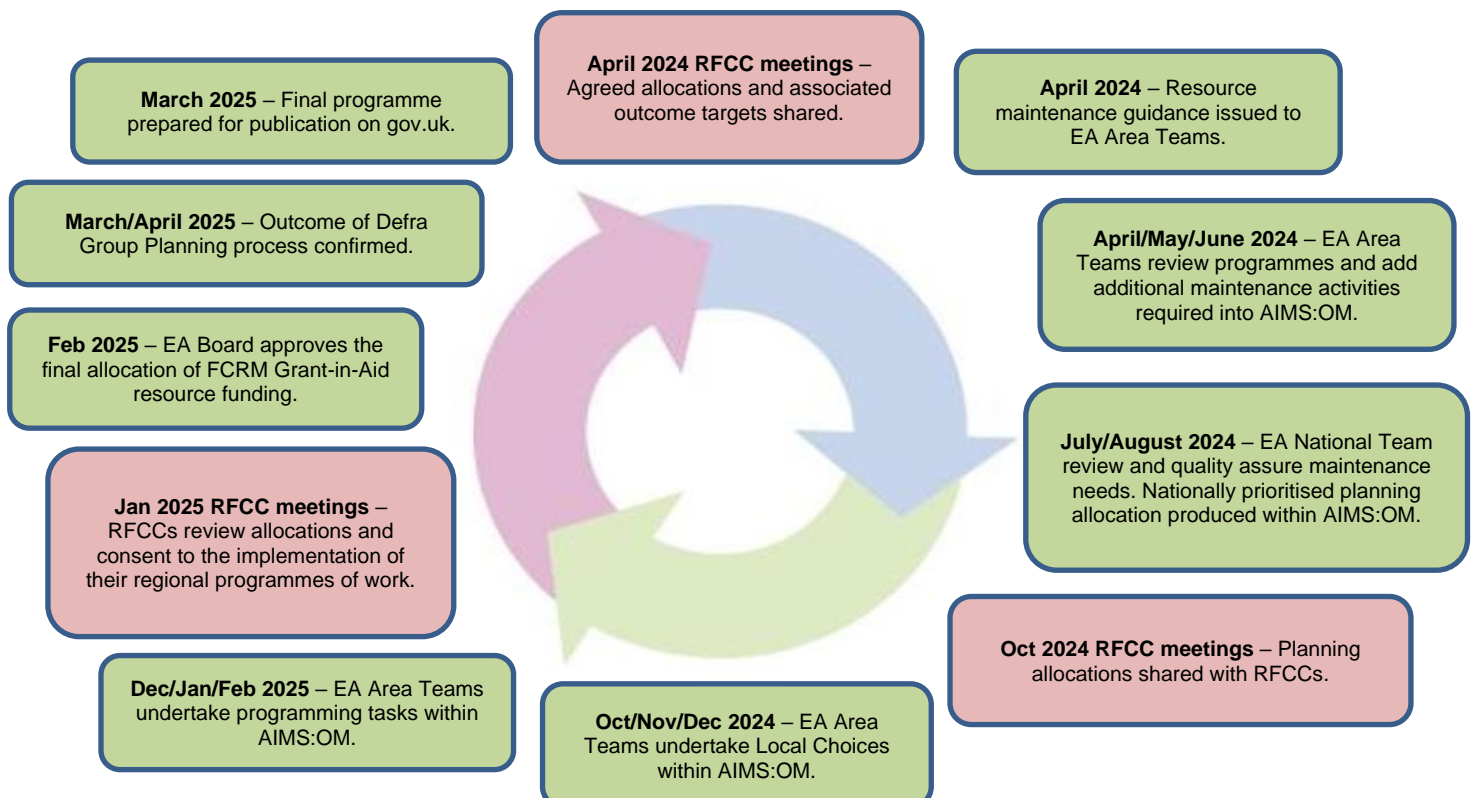 April 2024 RFCC meetings –
Agreed allocations and associated
outcome targets shared.
April 2024 – Resource
maintenance guidance issued to
EA Area Teams.
April/May/June 2024 – EA Area
Teams review programmes and add
additional maintenance activities
required into AIMS:OM.
July/August 2024 – EA National Team
review and quality assure maintenance
needs. Nationally prioritised planning
allocation produced within AIMS:OM.
Oct 2024 RFCC meetings – Planning
allocations shared with RFCCs.
Oct/Nov/Dec 2024 – EA Area
Teams undertake Local Choices
within AIMS:OM.
Dec/Jan/Feb 2025 – EA Area Teams
undertake programming tasks within
AIMS:OM.
Jan 2025 RFCC meetings –
RFCCs review allocations and
consent to the implementation of
their regional programmes of work.
Feb 2025 – EA Board approves the
final allocation of FCRM Grant-in-Aid
resource funding.
March/April 2025 – Outcome of Defra
Group Planning process confirmed.
March 2025 – Final programme
prepared for publication on gov.uk.